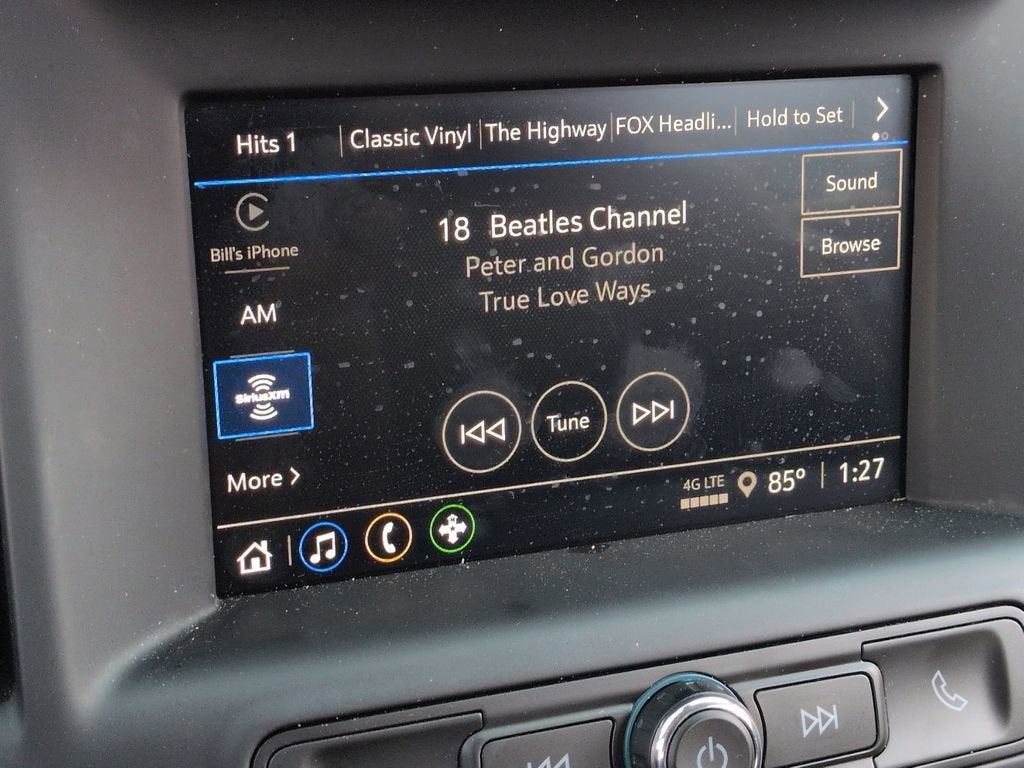 Hits 1
Classic Vinyl
The Highway
FOX Headli...
Hold to Set
Bill's iPhone
AM
SiriusXM
More
18 Beatles Channel
Peter and Gordon
True Love Ways
Sound
Browse
Tune
4G LTE
85°
1:27